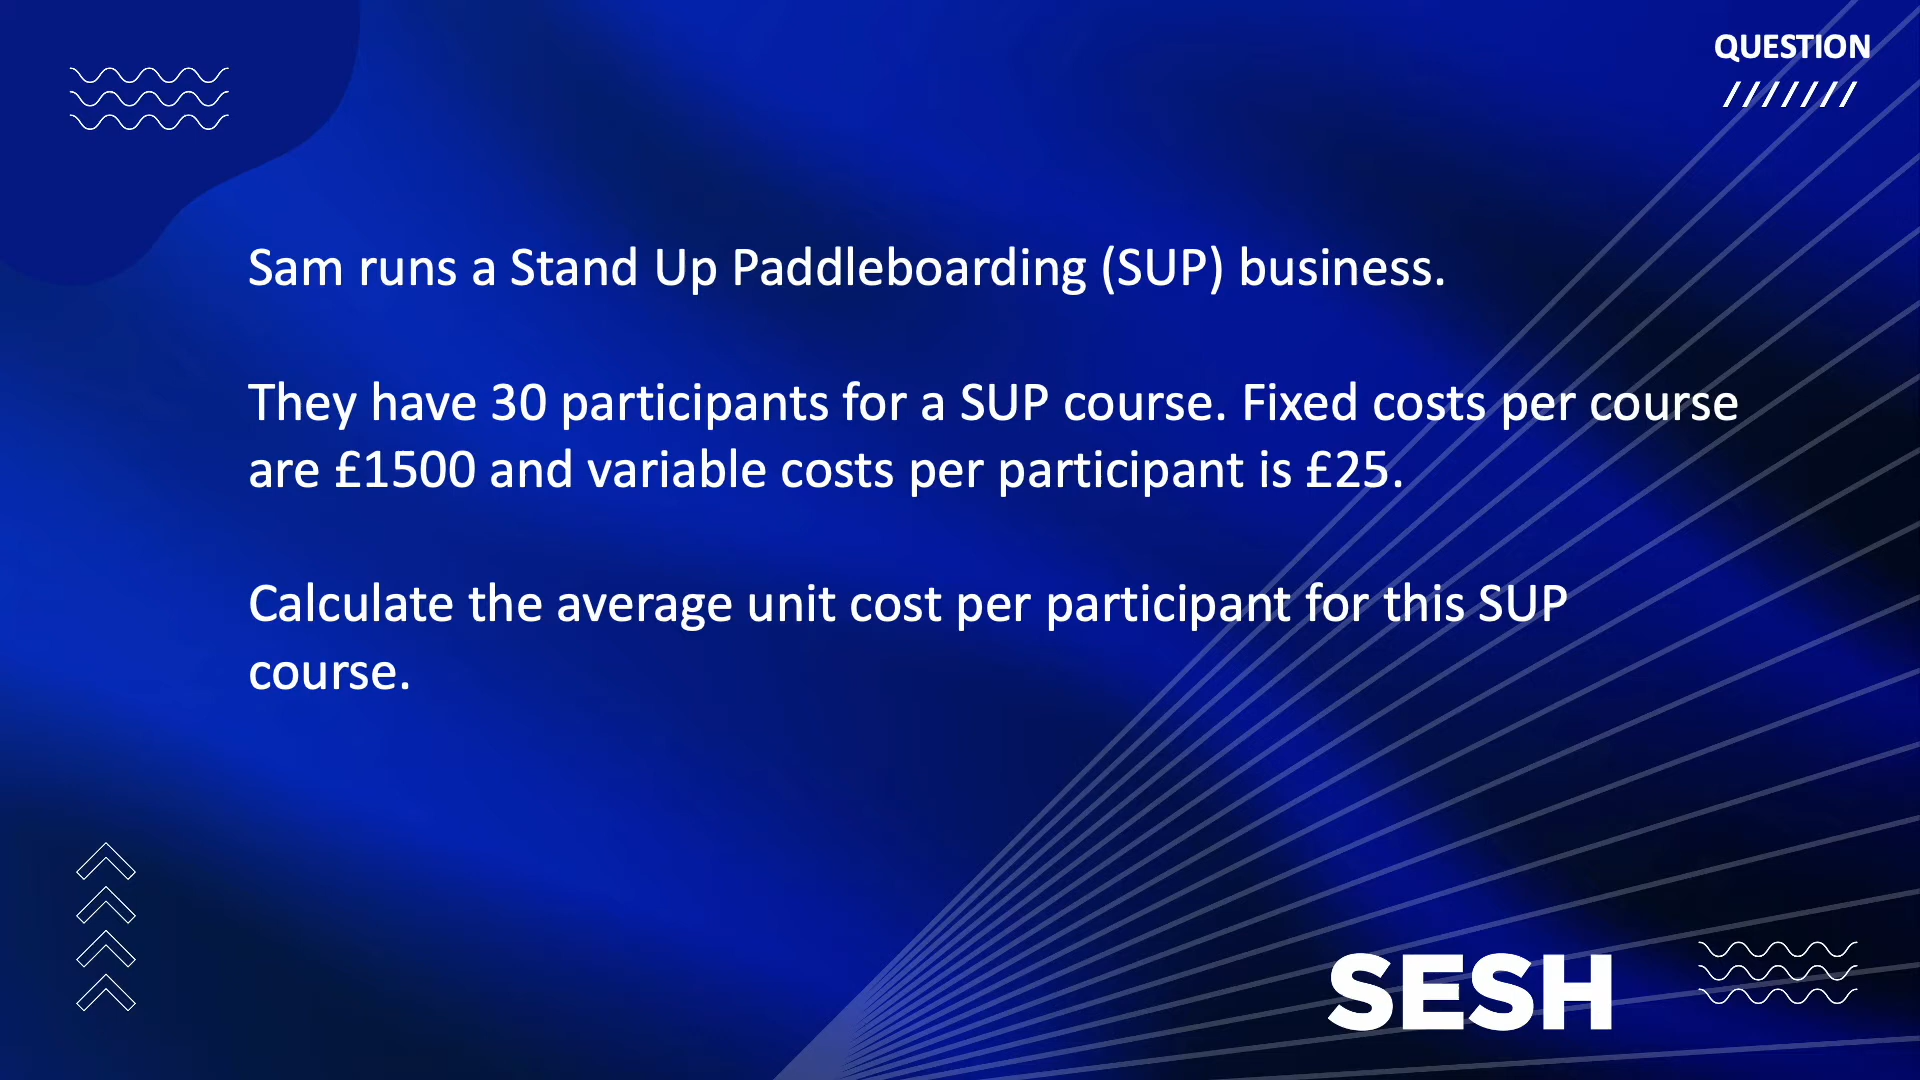 QUESTION
Sam runs a Stand Up Paddleboarding (SUP) business.
They have 30 participants for a SUP course. Fixed costs per course
are £1500 and variable costs per participant is £25.
Calculate the average unit cost per participant for this SUP
course.
SESH